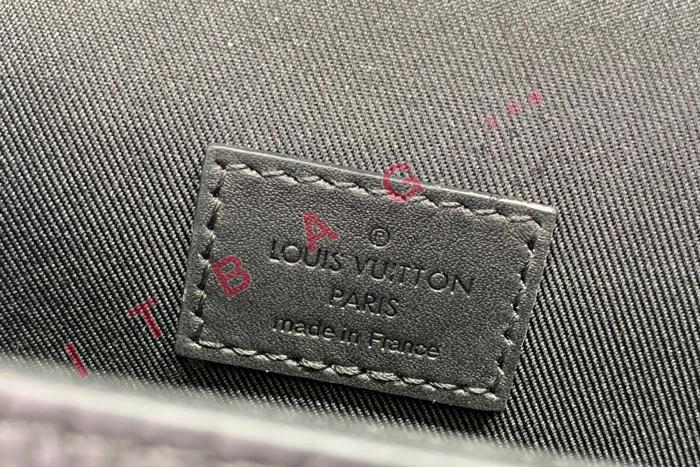 ®
LOUIS VUITTON
PARIS
made in France
ITBAG ***